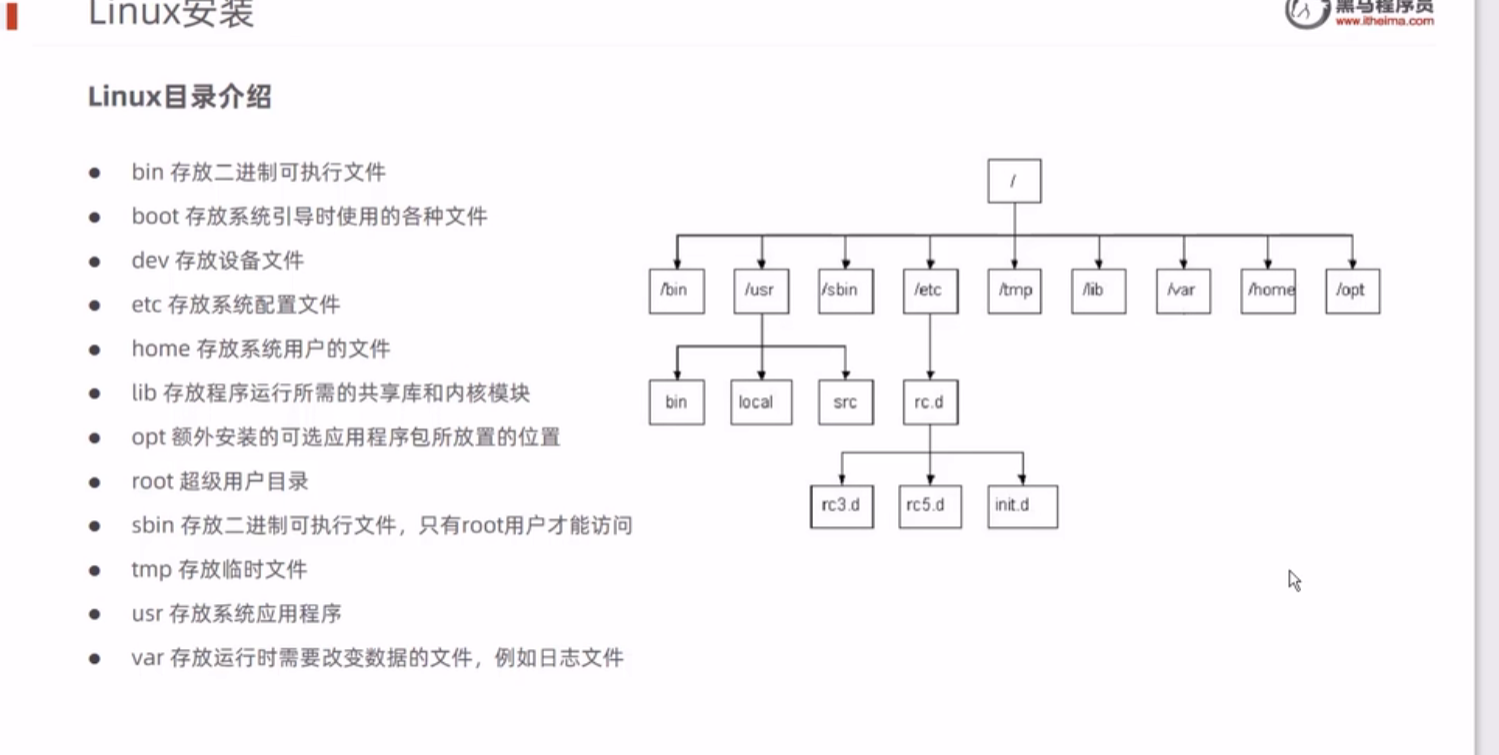 Linux安装
黑马程序员
www.itheima.com
Linux目录介绍
bin 存放二进制可执行文件
boot 存放系统引导时使用的各种文件
dev 存放设备文件
etc 存放系统配置文件
home 存放系统用户的文件
lib 存放程序运行所需的共享库和内核模块
opt 额外安装的可选应用程序包所放置的位置
root 超级用户目录
sbin 存放二进制可执行文件，只有root用户才能访问
tmp 存放临时文件
usr 存放系统应用程序
var 存放运行时需要改变数据的文件，例如日志文件
/
/bin /usr /sbin /etc /tmp /lib /var /home /opt
bin local src rc.d
rc3.d rc5.d init.d